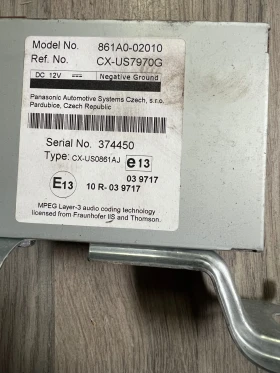 Model No. 861A0-02010
Ref. No. CX-US7970G
DC 12V Negative Ground
Panasonic Automotive Systems Czech, s.r.o.
Pardubice, Czech Republic
Serial No. 374450
Type: CX-US0861AJ e13
03 9717
E13 10 R- 03 9717
MPEG Layer-3 audio coding technology
licensed from Fraunhofer IIS and Thomson.